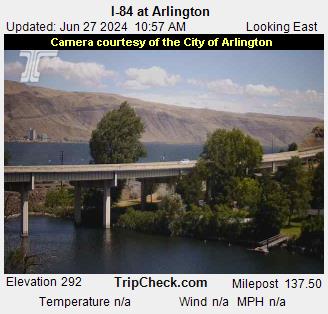 I-84 at Arlington
Updated: Jun 27 2024 10:57 AM Looking East
Camera courtesy of the City of Arlington
Elevation 292 TripCheck.com Milepost 137.50
Temperature n/a Wind n/a MPH n/a